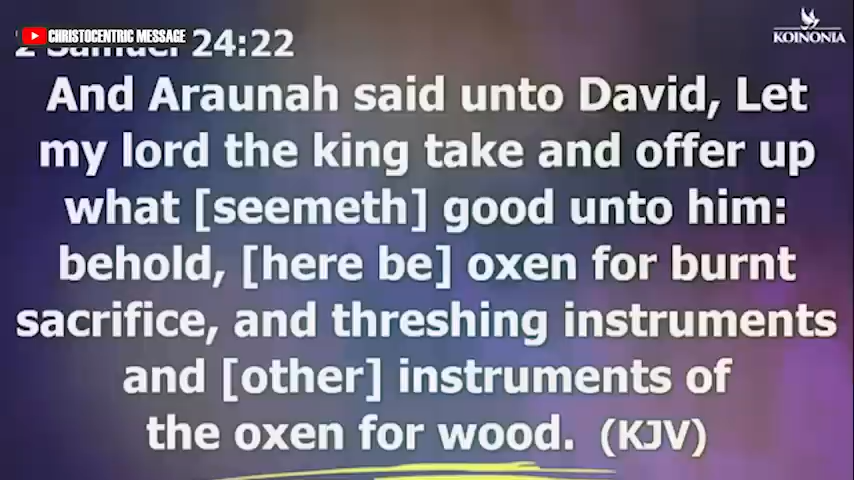 CHRISTOCENTRIC MESSAGE
KOINONIA
2 Samuel 24:22
And Araunah said unto David, Let
my lord the king take and offer up
what [seemeth] good unto him:
behold, [here be] oxen for burnt
sacrifice, and threshing instruments
and [other] instruments of
the oxen for wood. (KJV)